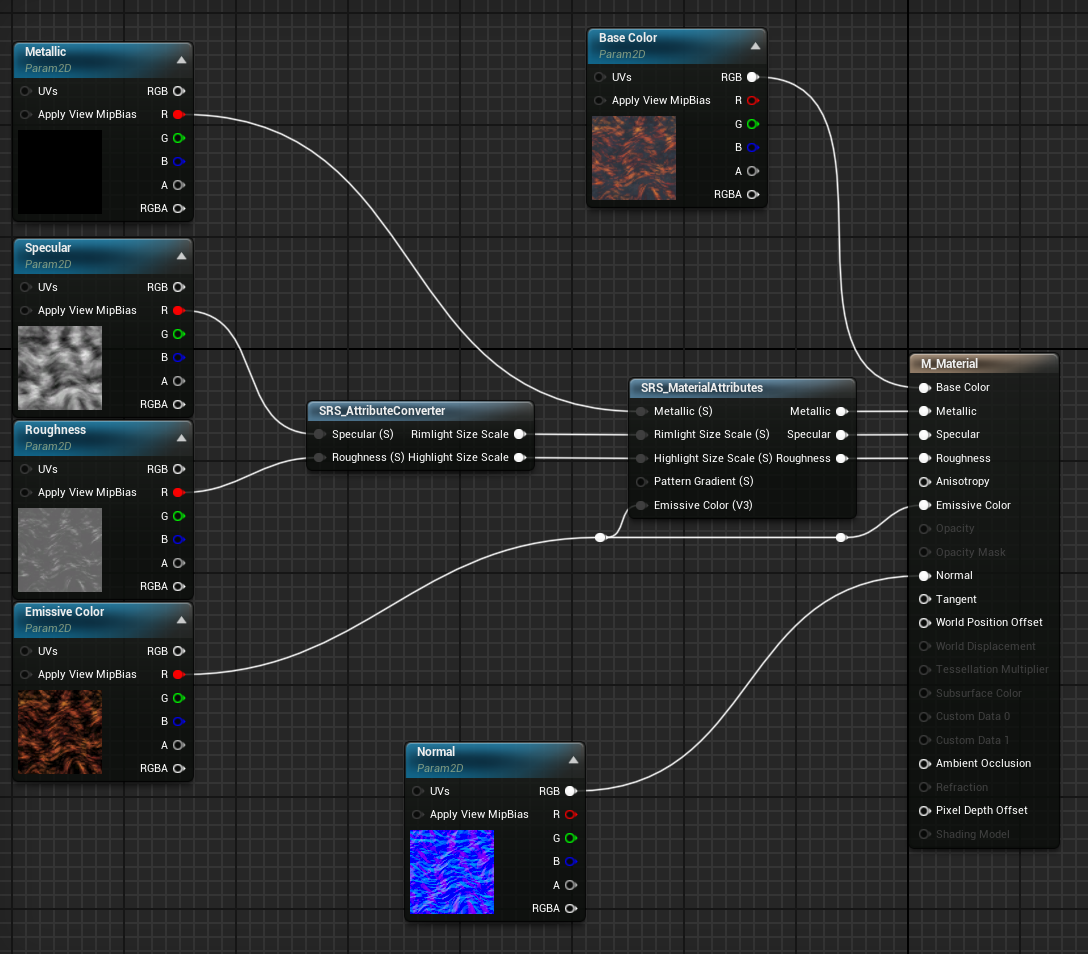 Metallic
Param2D
UVs RGB
Apply View MipBias R
G
B
A
RGBA
Base Color
Param2D
UVs RGB
Apply View MipBias R
G
B
A
RGBA
Specular
Param2D
UVs RGB
Apply View MipBias R
G
B
A
RGBA
Roughness
Param2D
UVs RGB
Apply View MipBias R
G
B
A
RGBA
Emissive Color
Param2D
UVs RGB
Apply View MipBias R
G
B
A
RGBA
SRS_AttributeConverter
Specular (S) Rimlight Size Scale
Roughness (S) Highlight Size Scale
SRS_MaterialAttributes
Metallic (S) Metallic
Rimlight Size Scale (S) Specular
Highlight Size Scale (S) Roughness
Pattern Gradient (S)
Emissive Color (V3)
Normal
Param2D
UVs RGB
Apply View MipBias R
G
B
A
RGBA
M_Material
Base Color
Metallic
Specular
Roughness
Anisotropy
Emissive Color
Opacity
Opacity Mask
Normal
Tangent
World Position Offset
World Displacement
Tessellation Multiplier
Subsurface Color
Custom Data 0
Custom Data 1
Ambient Occlusion
Refraction
Pixel Depth Offset
Shading Model